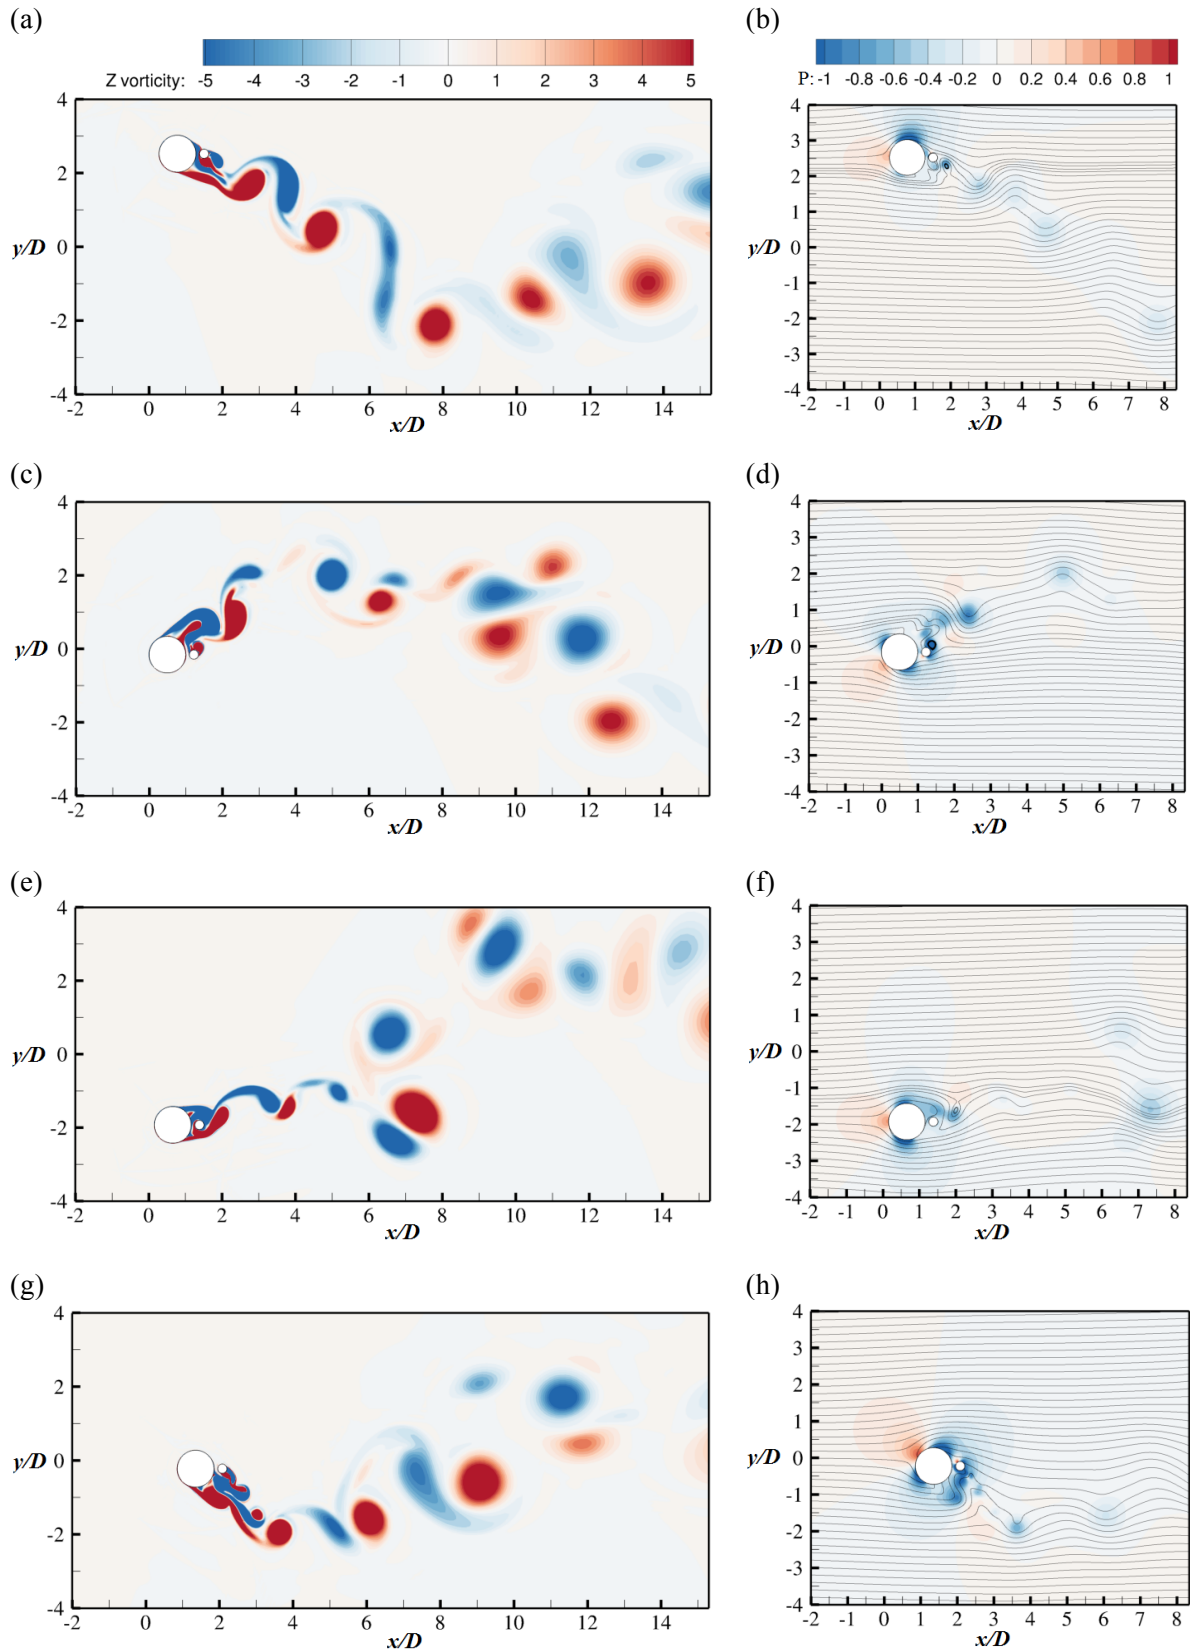 (a) (b)
Z vorticity: -5 -4 -3 -2 -1 0 1 2 3 4 5
P: -1 -0.8 -0.6 -0.4 -0.2 0 0.2 0.4 0.6 0.8 1
4 2 0 -2 -4
y/D
-2 0 2 4 6 8 10 12 14
x/D
4 3 2 1 0 -1 -2 -3 -4
y/D
-2 -1 0 1 2 3 4 5 6 7 8
x/D
(c) (d)
4 2 0 -2 -4
y/D
-2 0 2 4 6 8 10 12 14
x/D
4 3 2 1 0 -1 -2 -3 -4
y/D
-2 -1 0 1 2 3 4 5 6 7 8
x/D
(e) (f)
4 2 0 -2 -4
y/D
-2 0 2 4 6 8 10 12 14
x/D
4 3 2 1 0 -1 -2 -3 -4
y/D
-2 -1 0 1 2 3 4 5 6 7 8
x/D
(g) (h)
4 2 0 -2 -4
y/D
-2 0 2 4 6 8 10 12 14
x/D
4 3 2 1 0 -1 -2 -3 -4
y/D
-2 -1 0 1 2 3 4 5 6 7 8
x/D